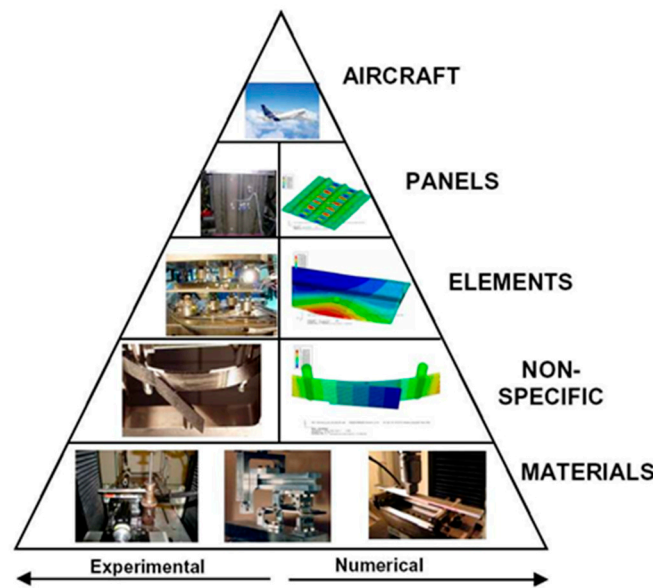 AIRCRAFT
PANELS
ELEMENTS
NON-
SPECIFIC
MATERIALS
Experimental
Numerical